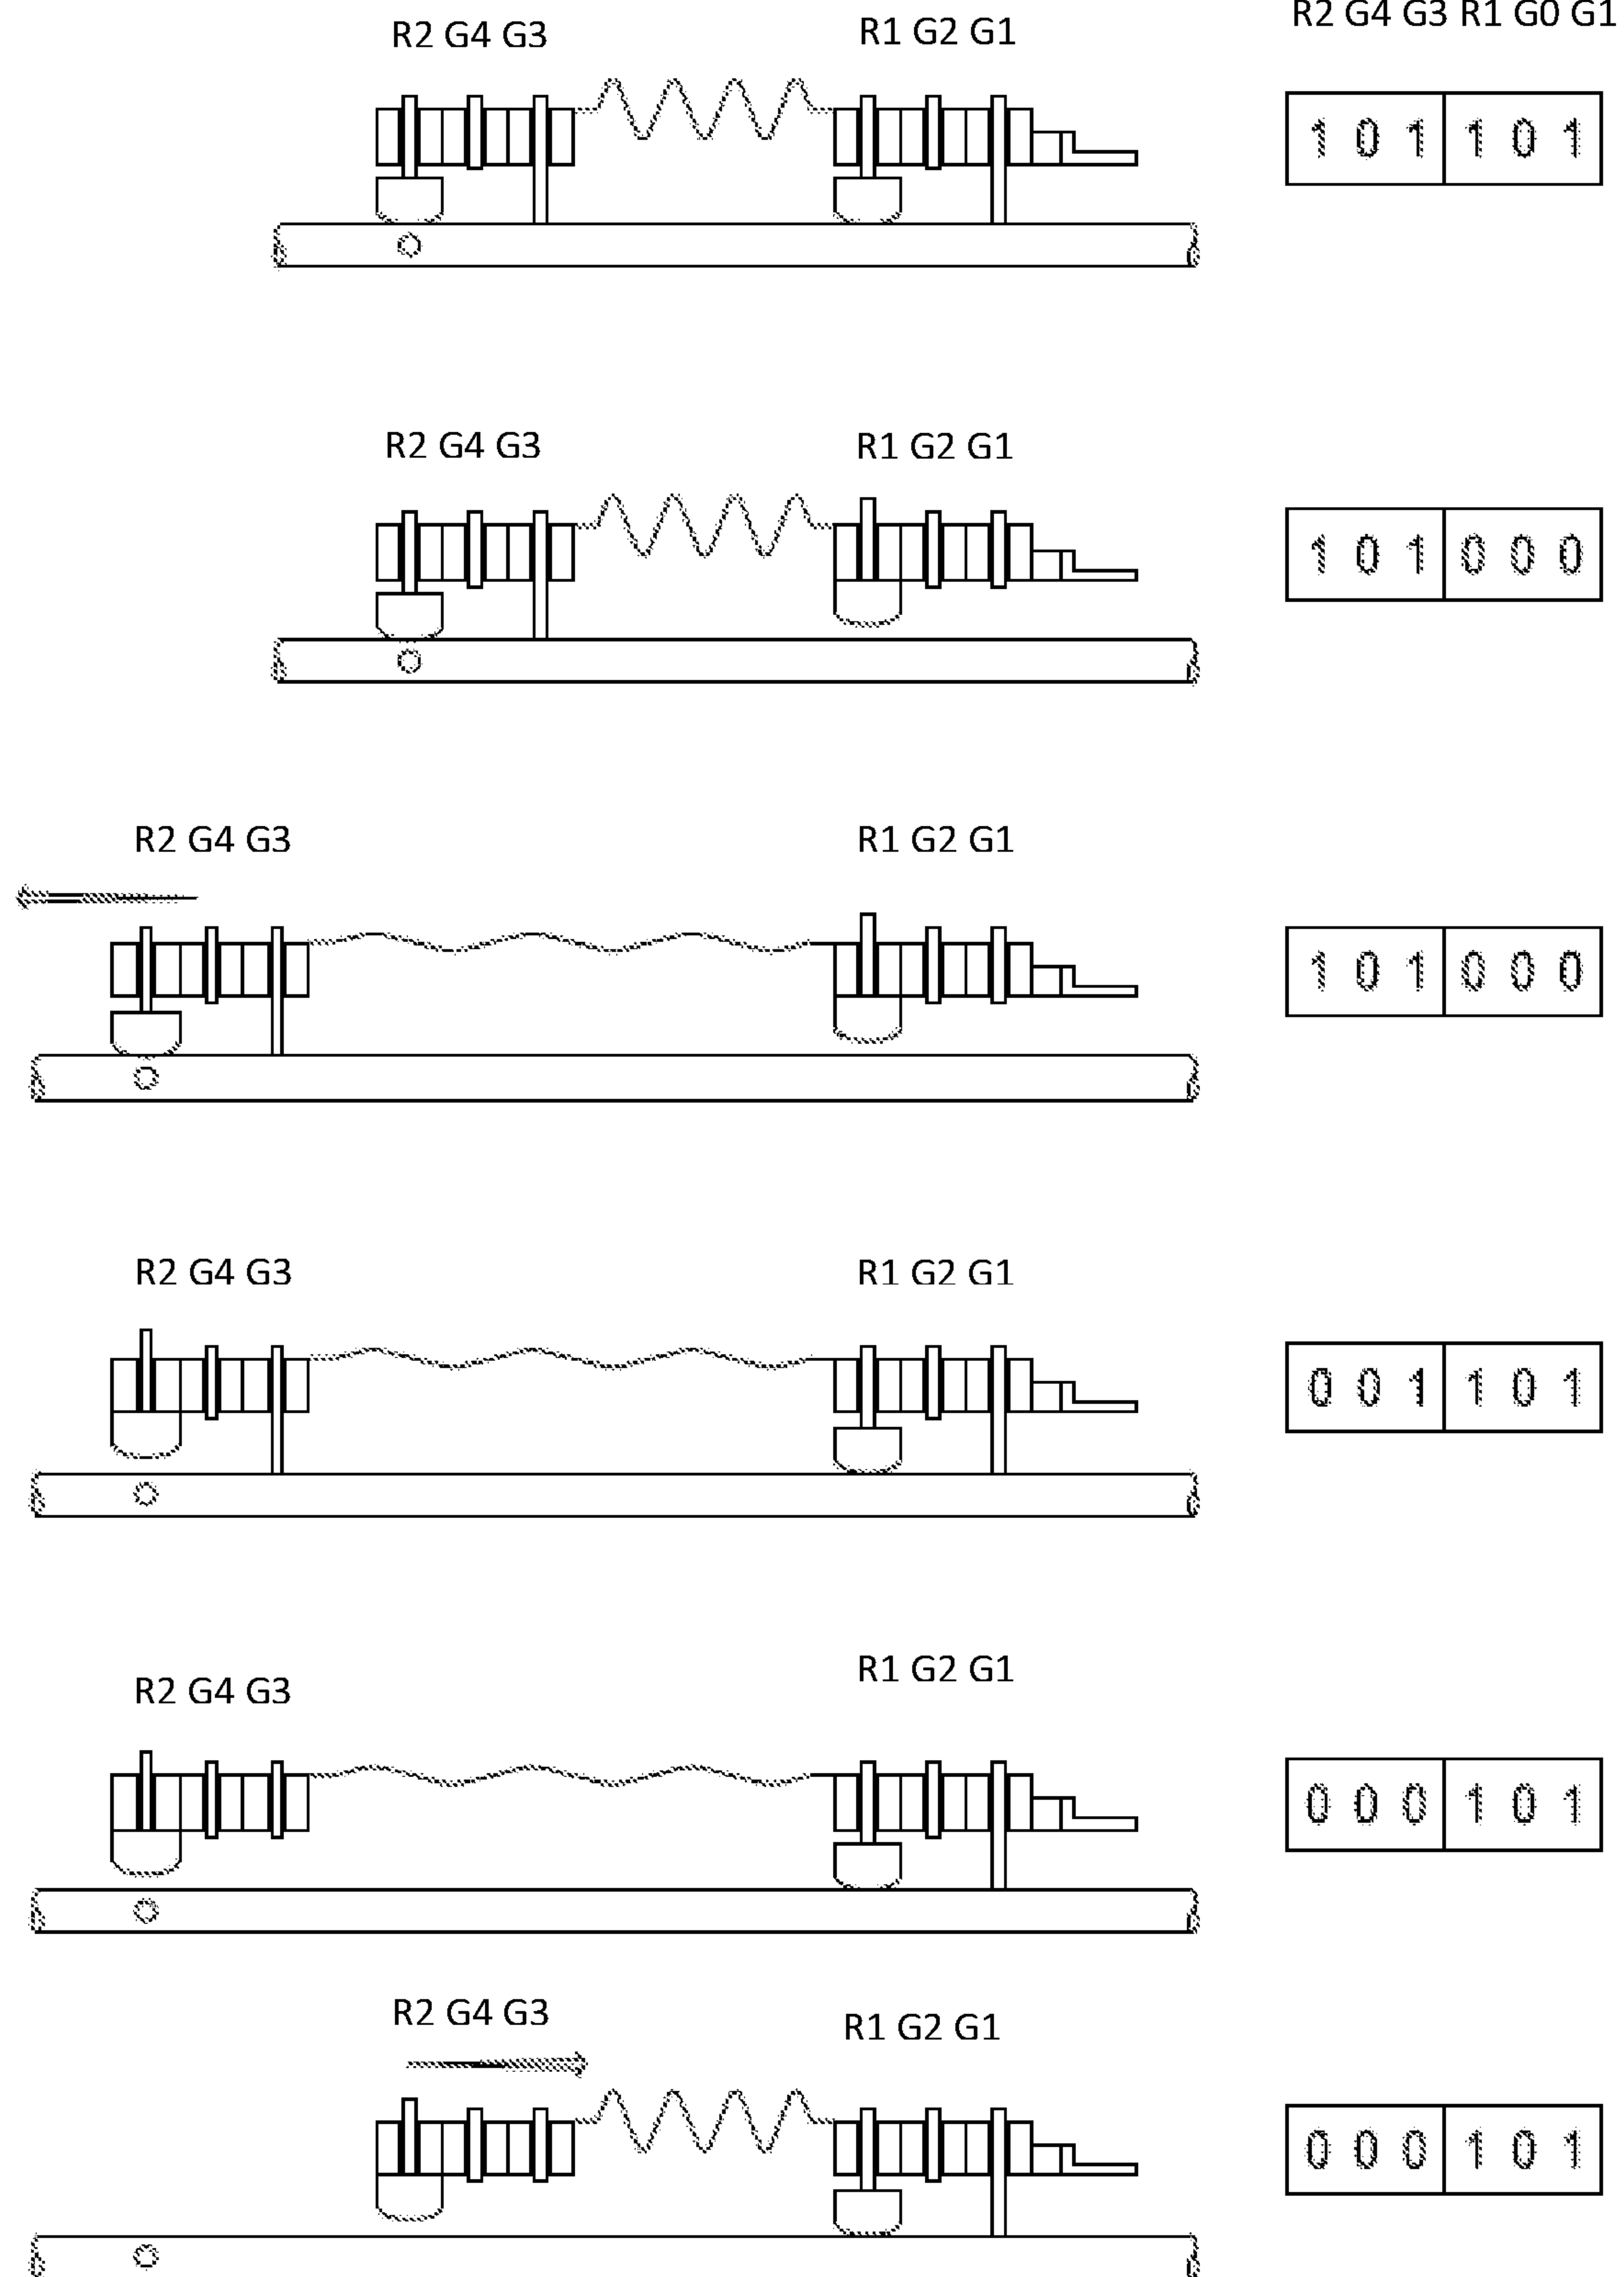 R2 G4 G3 R1 G0 G1
R2 G4 G3
R1 G2 G1
1 0 1 1 0 1
R2 G4 G3
R1 G2 G1
1 0 1 0 0 0
R2 G4 G3
R1 G2 G1
1 0 1 0 0 0
R2 G4 G3
R1 G2 G1
0 0 1 1 0 1
R2 G4 G3
R1 G2 G1
0 0 0 1 0 1
R2 G4 G3
R1 G2 G1
0 0 0 1 0 1